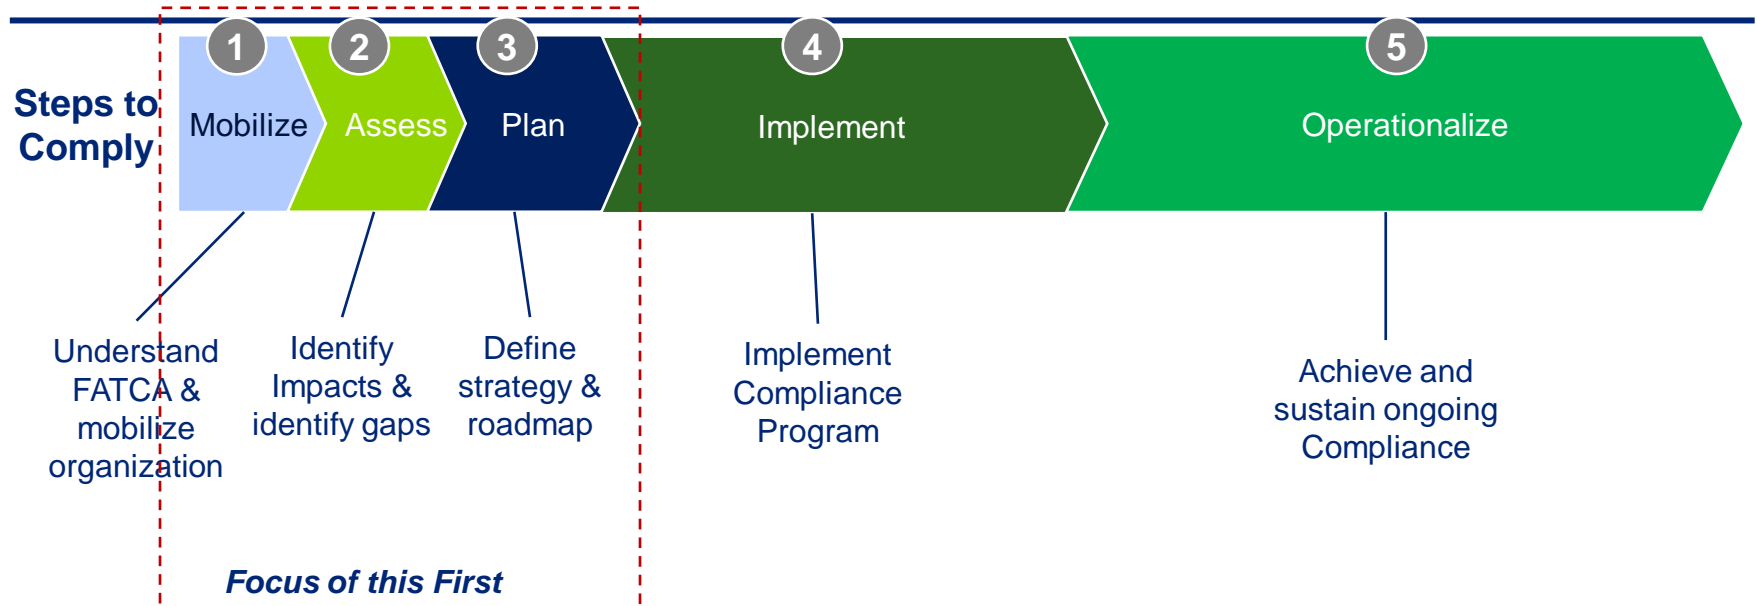 1
2
3
4
5
Steps to
Comply
Mobilize
Assess
Plan
Implement
Operationalize
Understand
FATCA &
mobilize
organization
Identify
Impacts &
identify gaps
Define
strategy &
roadmap
Implement
Compliance
Program
Achieve and
sustain ongoing
Compliance
Focus of this First